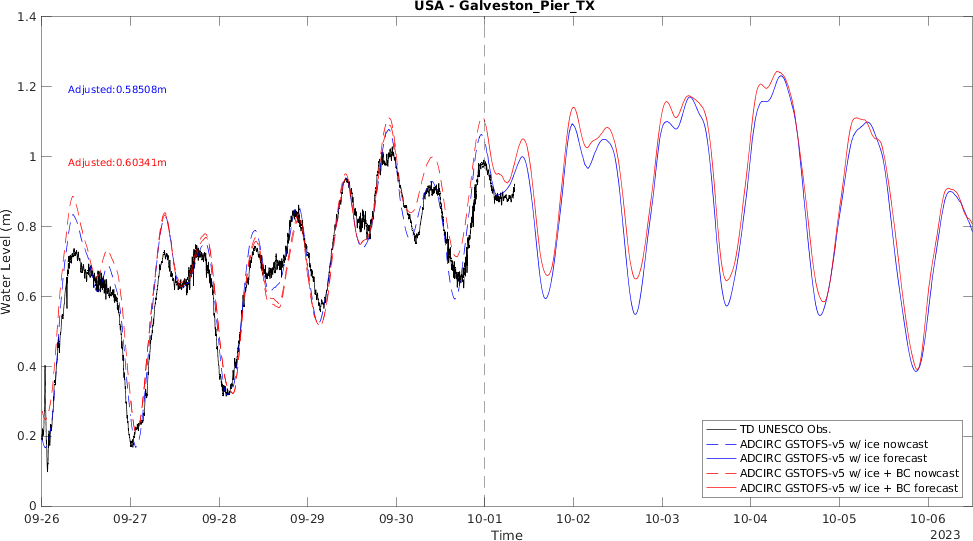 USA - Galveston_Pier_TX
1.4
1.2
1
0.8
0.6
0.4
0.2
0
Water Level (m)
Adjusted:0.58508m
Adjusted:0.60341m
TD UNESCO Obs.
ADCIRC GSTOFS-v5 w/ ice nowcast
ADCIRC GSTOFS-v5 w/ ice forecast
ADCIRC GSTOFS-v5 w/ ice + BC nowcast
ADCIRC GSTOFS-v5 w/ ice + BC forecast
09-26 09-27 09-28 09-29 09-30 10-01 10-02 10-03 10-04 10-05 10-06
Time
2023